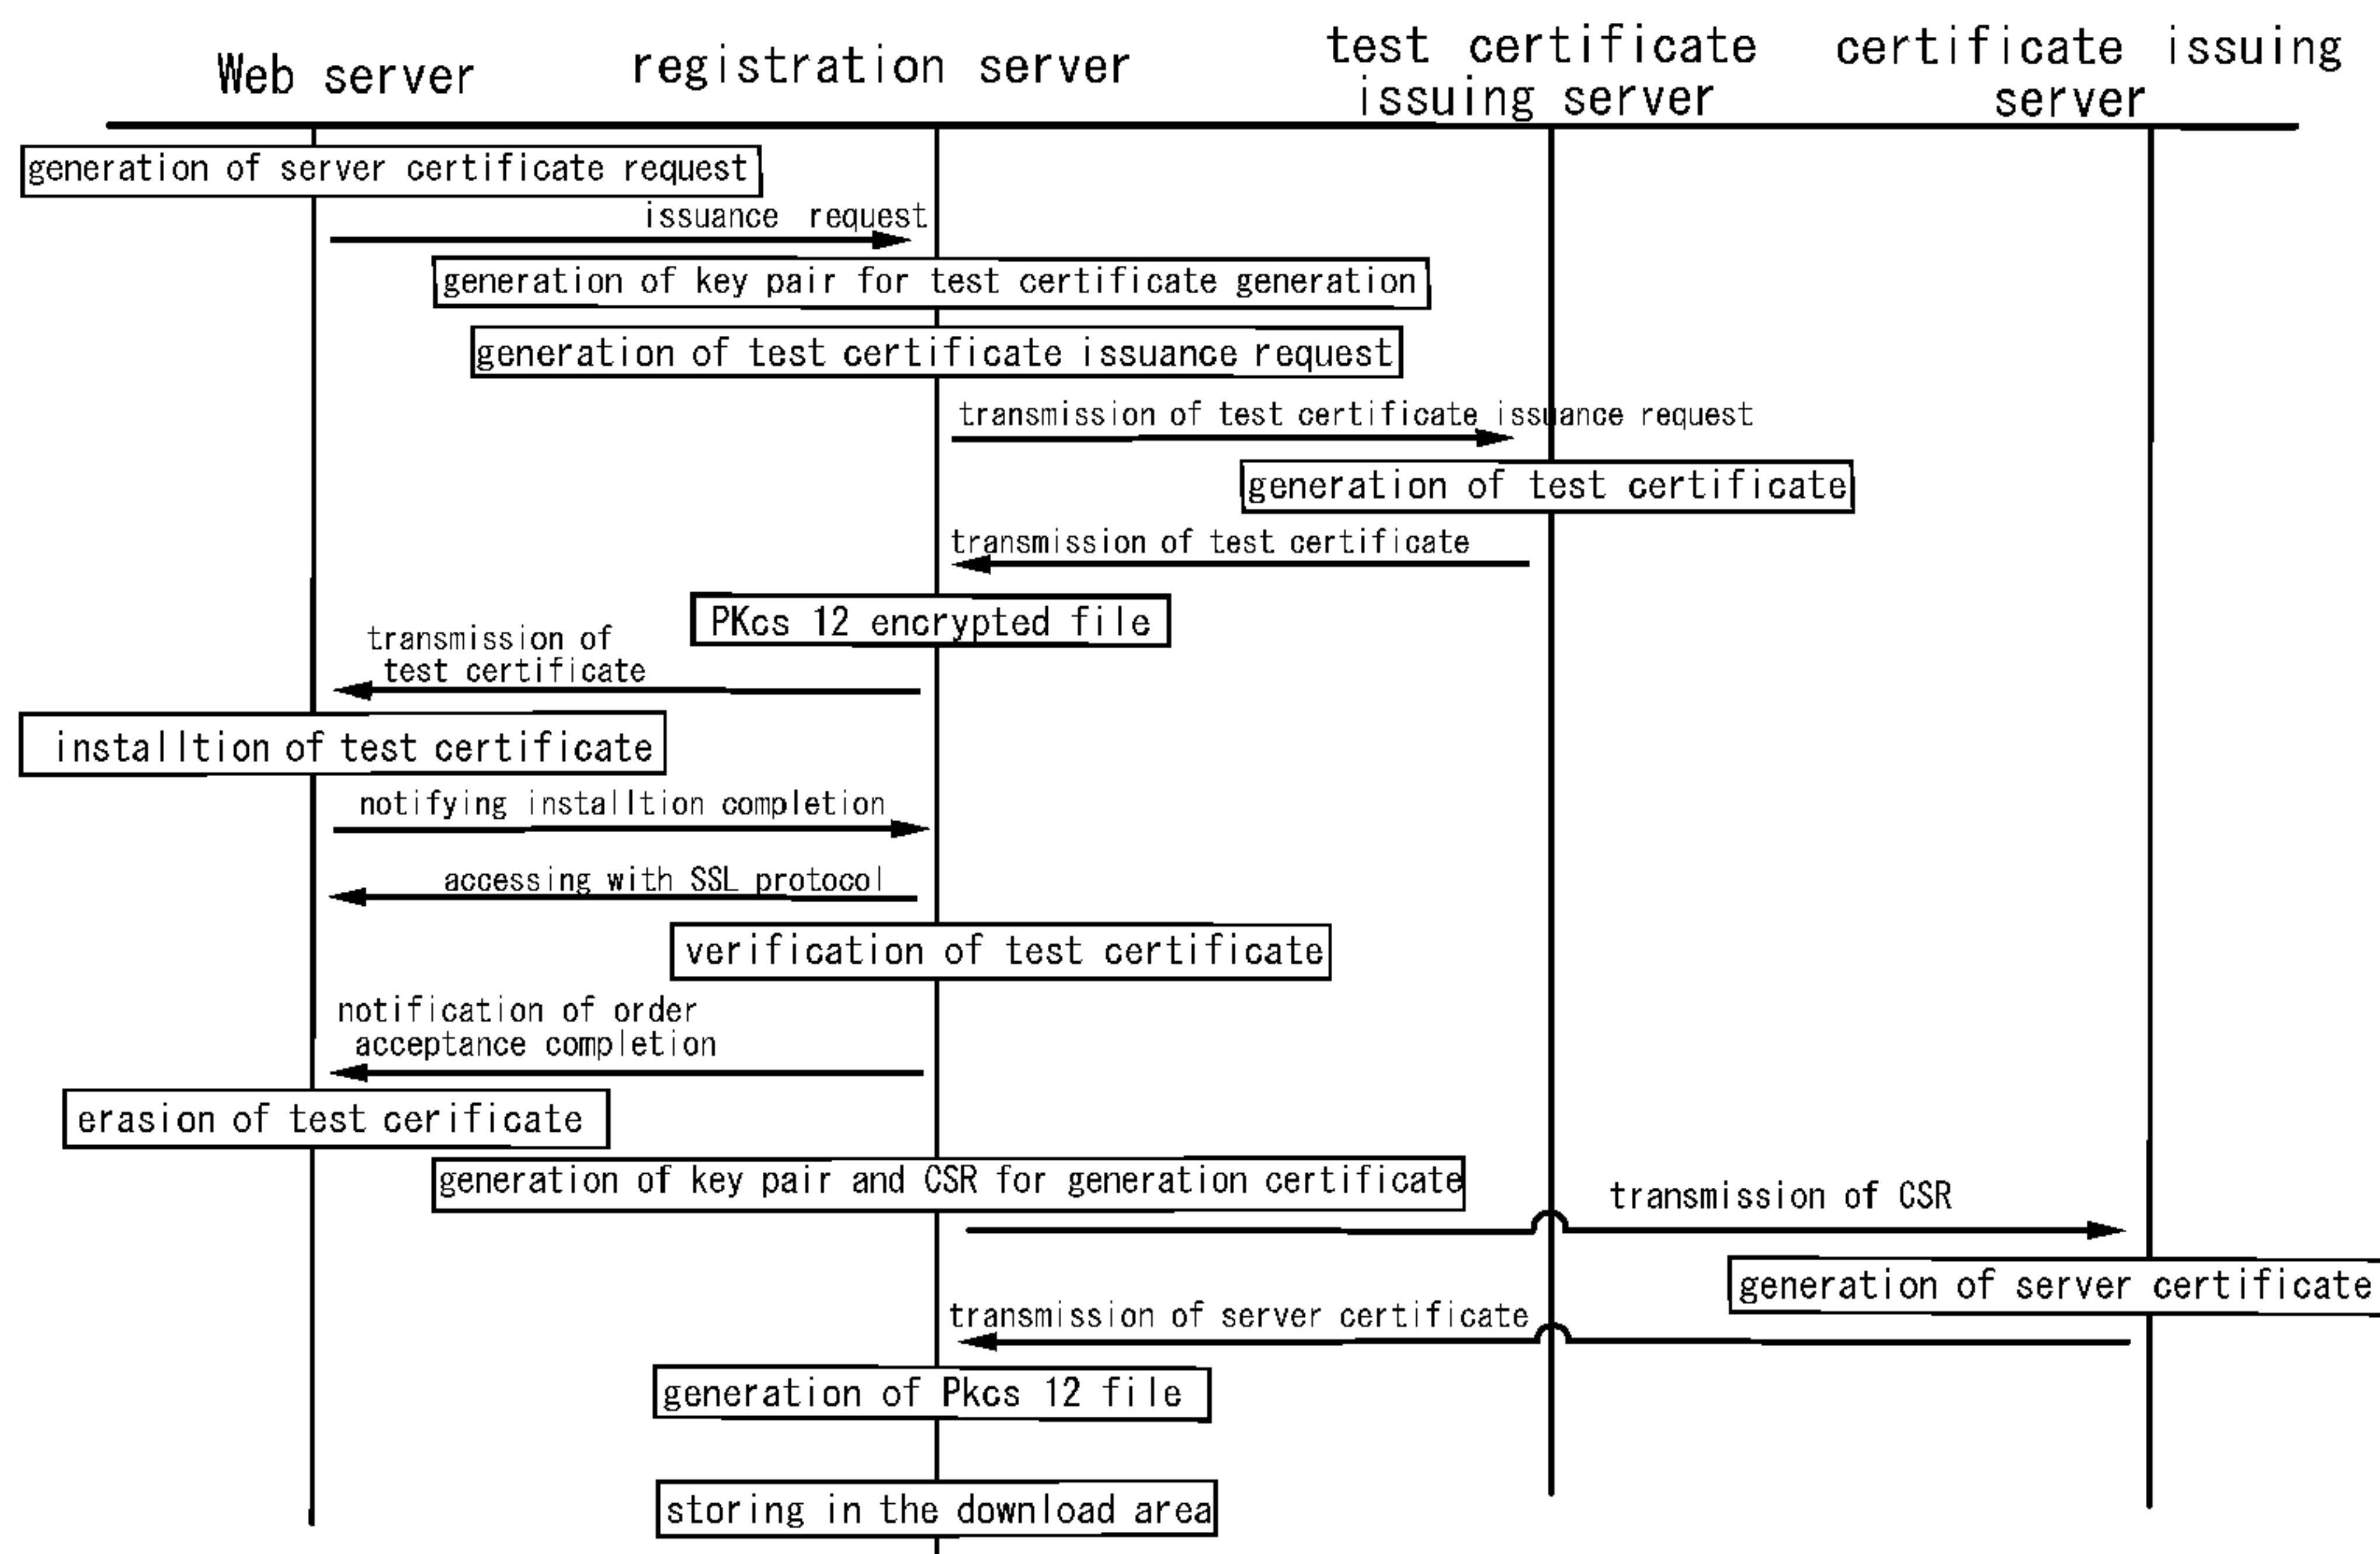 Web server
registration server
test certificate
issuing server
certificate issuing
server
generation of server certificate request
issuance request
generation of key pair for test certificate generation
generation of test certificate issuance request
transmission of test certificate issuance request
generation of test certificate
transmission of test certificate
PKcs 12 encrypted file
transmission of
test certificate
installtion of test certificate
notifying installtion completion
accessing with SSL protocol
verification of test certificate
notification of order
acceptance completion
erasion of test cerificate
generation of key pair and CSR for generation certificate
transmission of CSR
generation of server certificate
transmission of server certificate
generation of Pkcs 12 file
storing in the download area